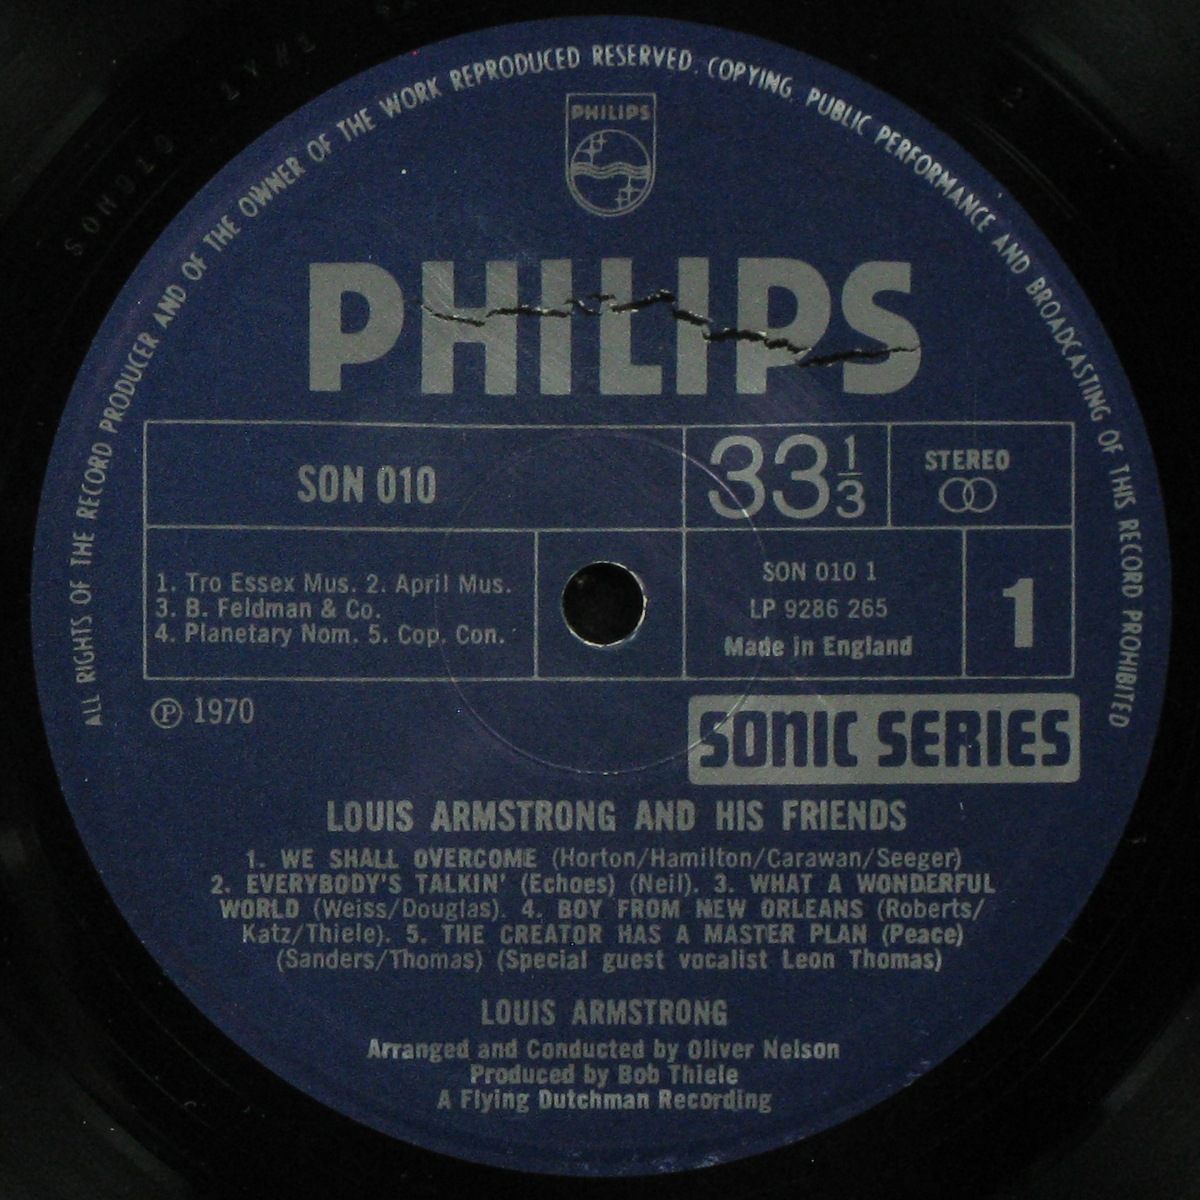 ALL RIGHTS OF THE RECORD PRODUCER AND OF THE OWNER OF THE WORK REPRODUCED RESERVED. COPYING, PUBLIC PERFORMANCE AND BROADCASTING OF THIS RECORD PROHIBITED
PHILIPS
PHILIPS
SON 010
33 1/3
STEREO
1. Tro Essex Mus. 2. April Mus.
3. B. Feldman & Co.
4. Planetary Nom. 5. Cop. Con.
SON 010 1
LP 9286 265
Made in England
1
℗ 1970
SONIC SERIES
LOUIS ARMSTRONG AND HIS FRIENDS
1. WE SHALL OVERCOME (Horton/Hamilton/Carawan/Seeger)
2. EVERYBODY'S TALKIN' (Echoes) (Neil). 3. WHAT A WONDERFUL
WORLD (Weiss/Douglas). 4. BOY FROM NEW ORLEANS (Roberts/
Katz/Thiele). 5. THE CREATOR HAS A MASTER PLAN (Peace)
(Sanders/Thomas) (Special guest vocalist Leon Thomas)
LOUIS ARMSTRONG
Arranged and Conducted by Oliver Nelson
Produced by Bob Thiele
A Flying Dutchman Recording